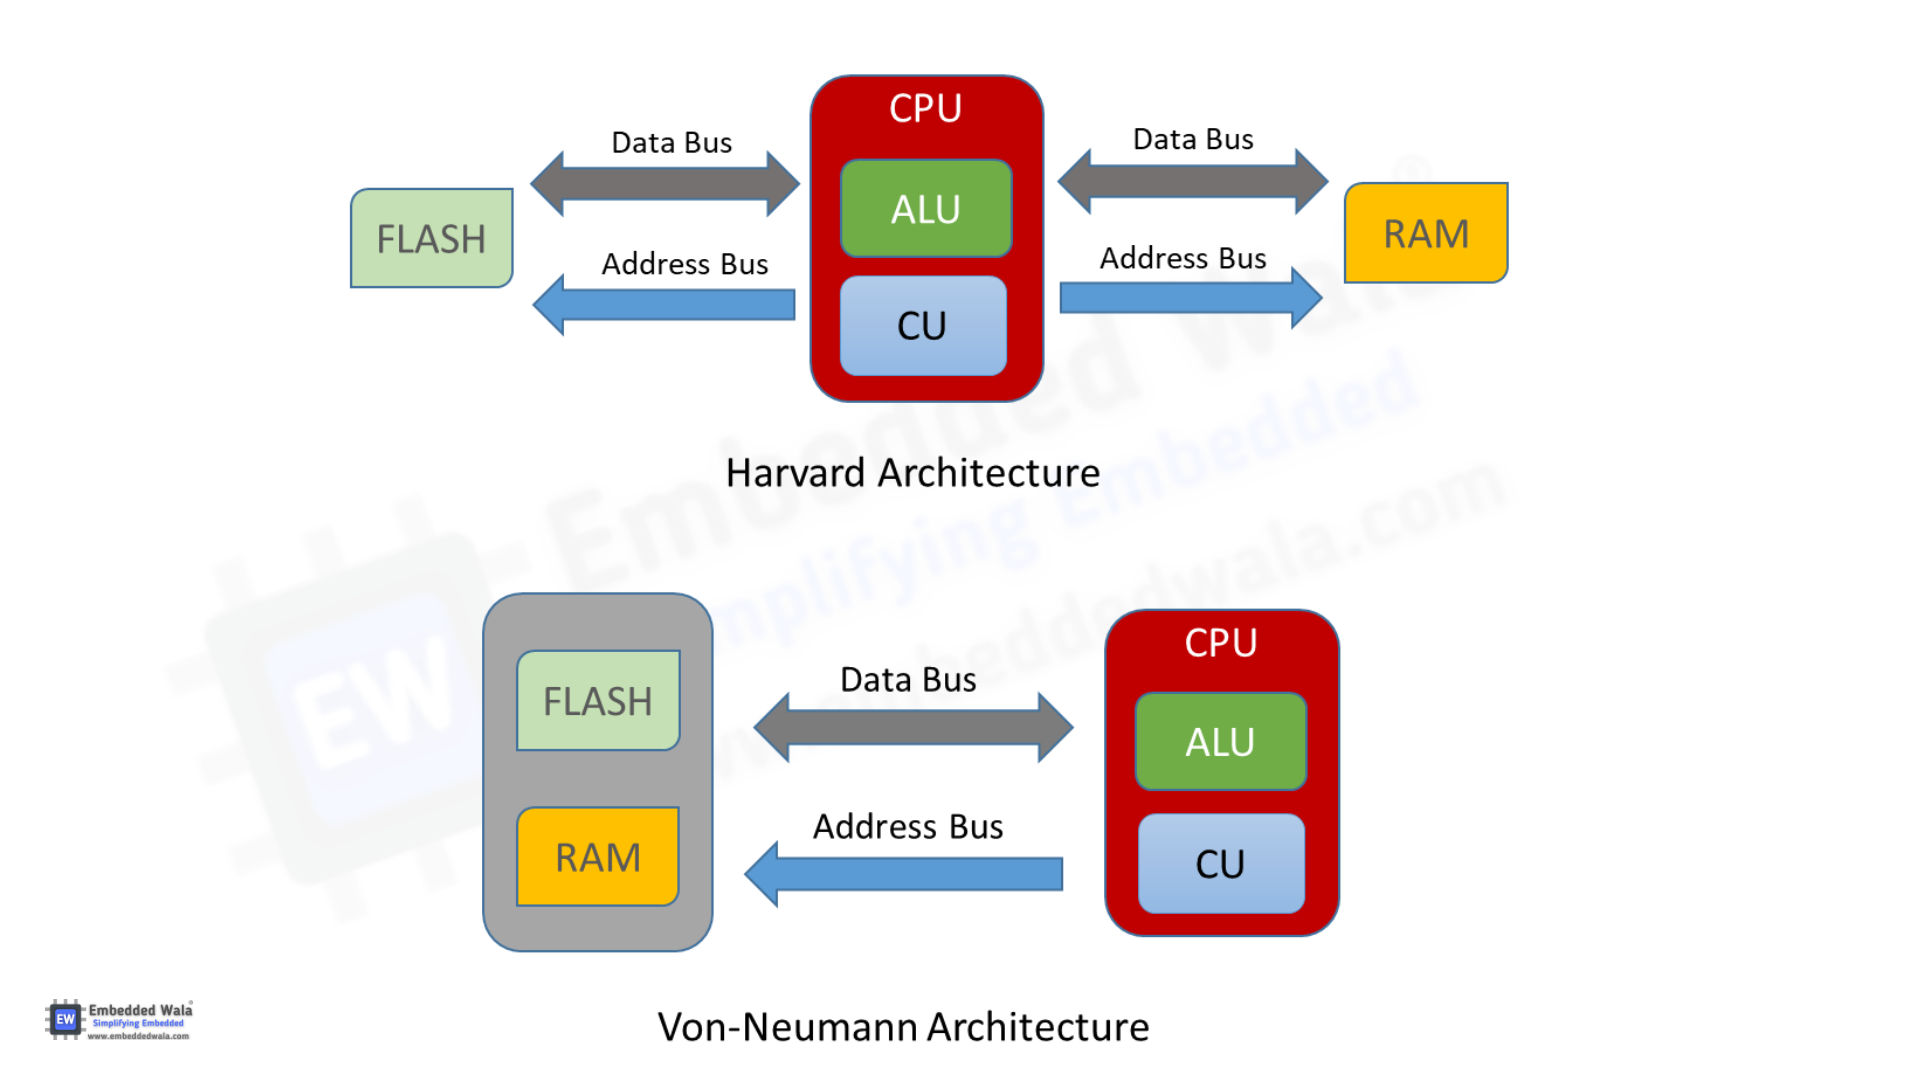 CPU
Data Bus
Data Bus
ALU
FLASH
RAM
Address Bus
Address Bus
CU
Harvard Architecture
Embedded Wala®
Simplifying Embedded
www.embeddedwala.com
EW
FLASH
Data Bus
CPU
ALU
RAM
Address Bus
CU
EW
Embedded Wala®
Simplifying Embedded
www.embeddedwala.com
Von-Neumann Architecture